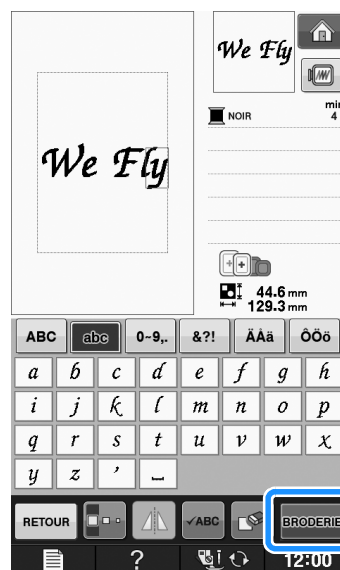 We Fly
We Fly
min
NOIR 4
44.6 mm
129.3 mm
ABC abc 0~9,. &?! ÄÅä ÔÖö
a b c d e f g h
i j k l m n o p
q r s t u v w x
y z ’ ⎵
RETOUR ✓ABC BRODERIE
? 12:00